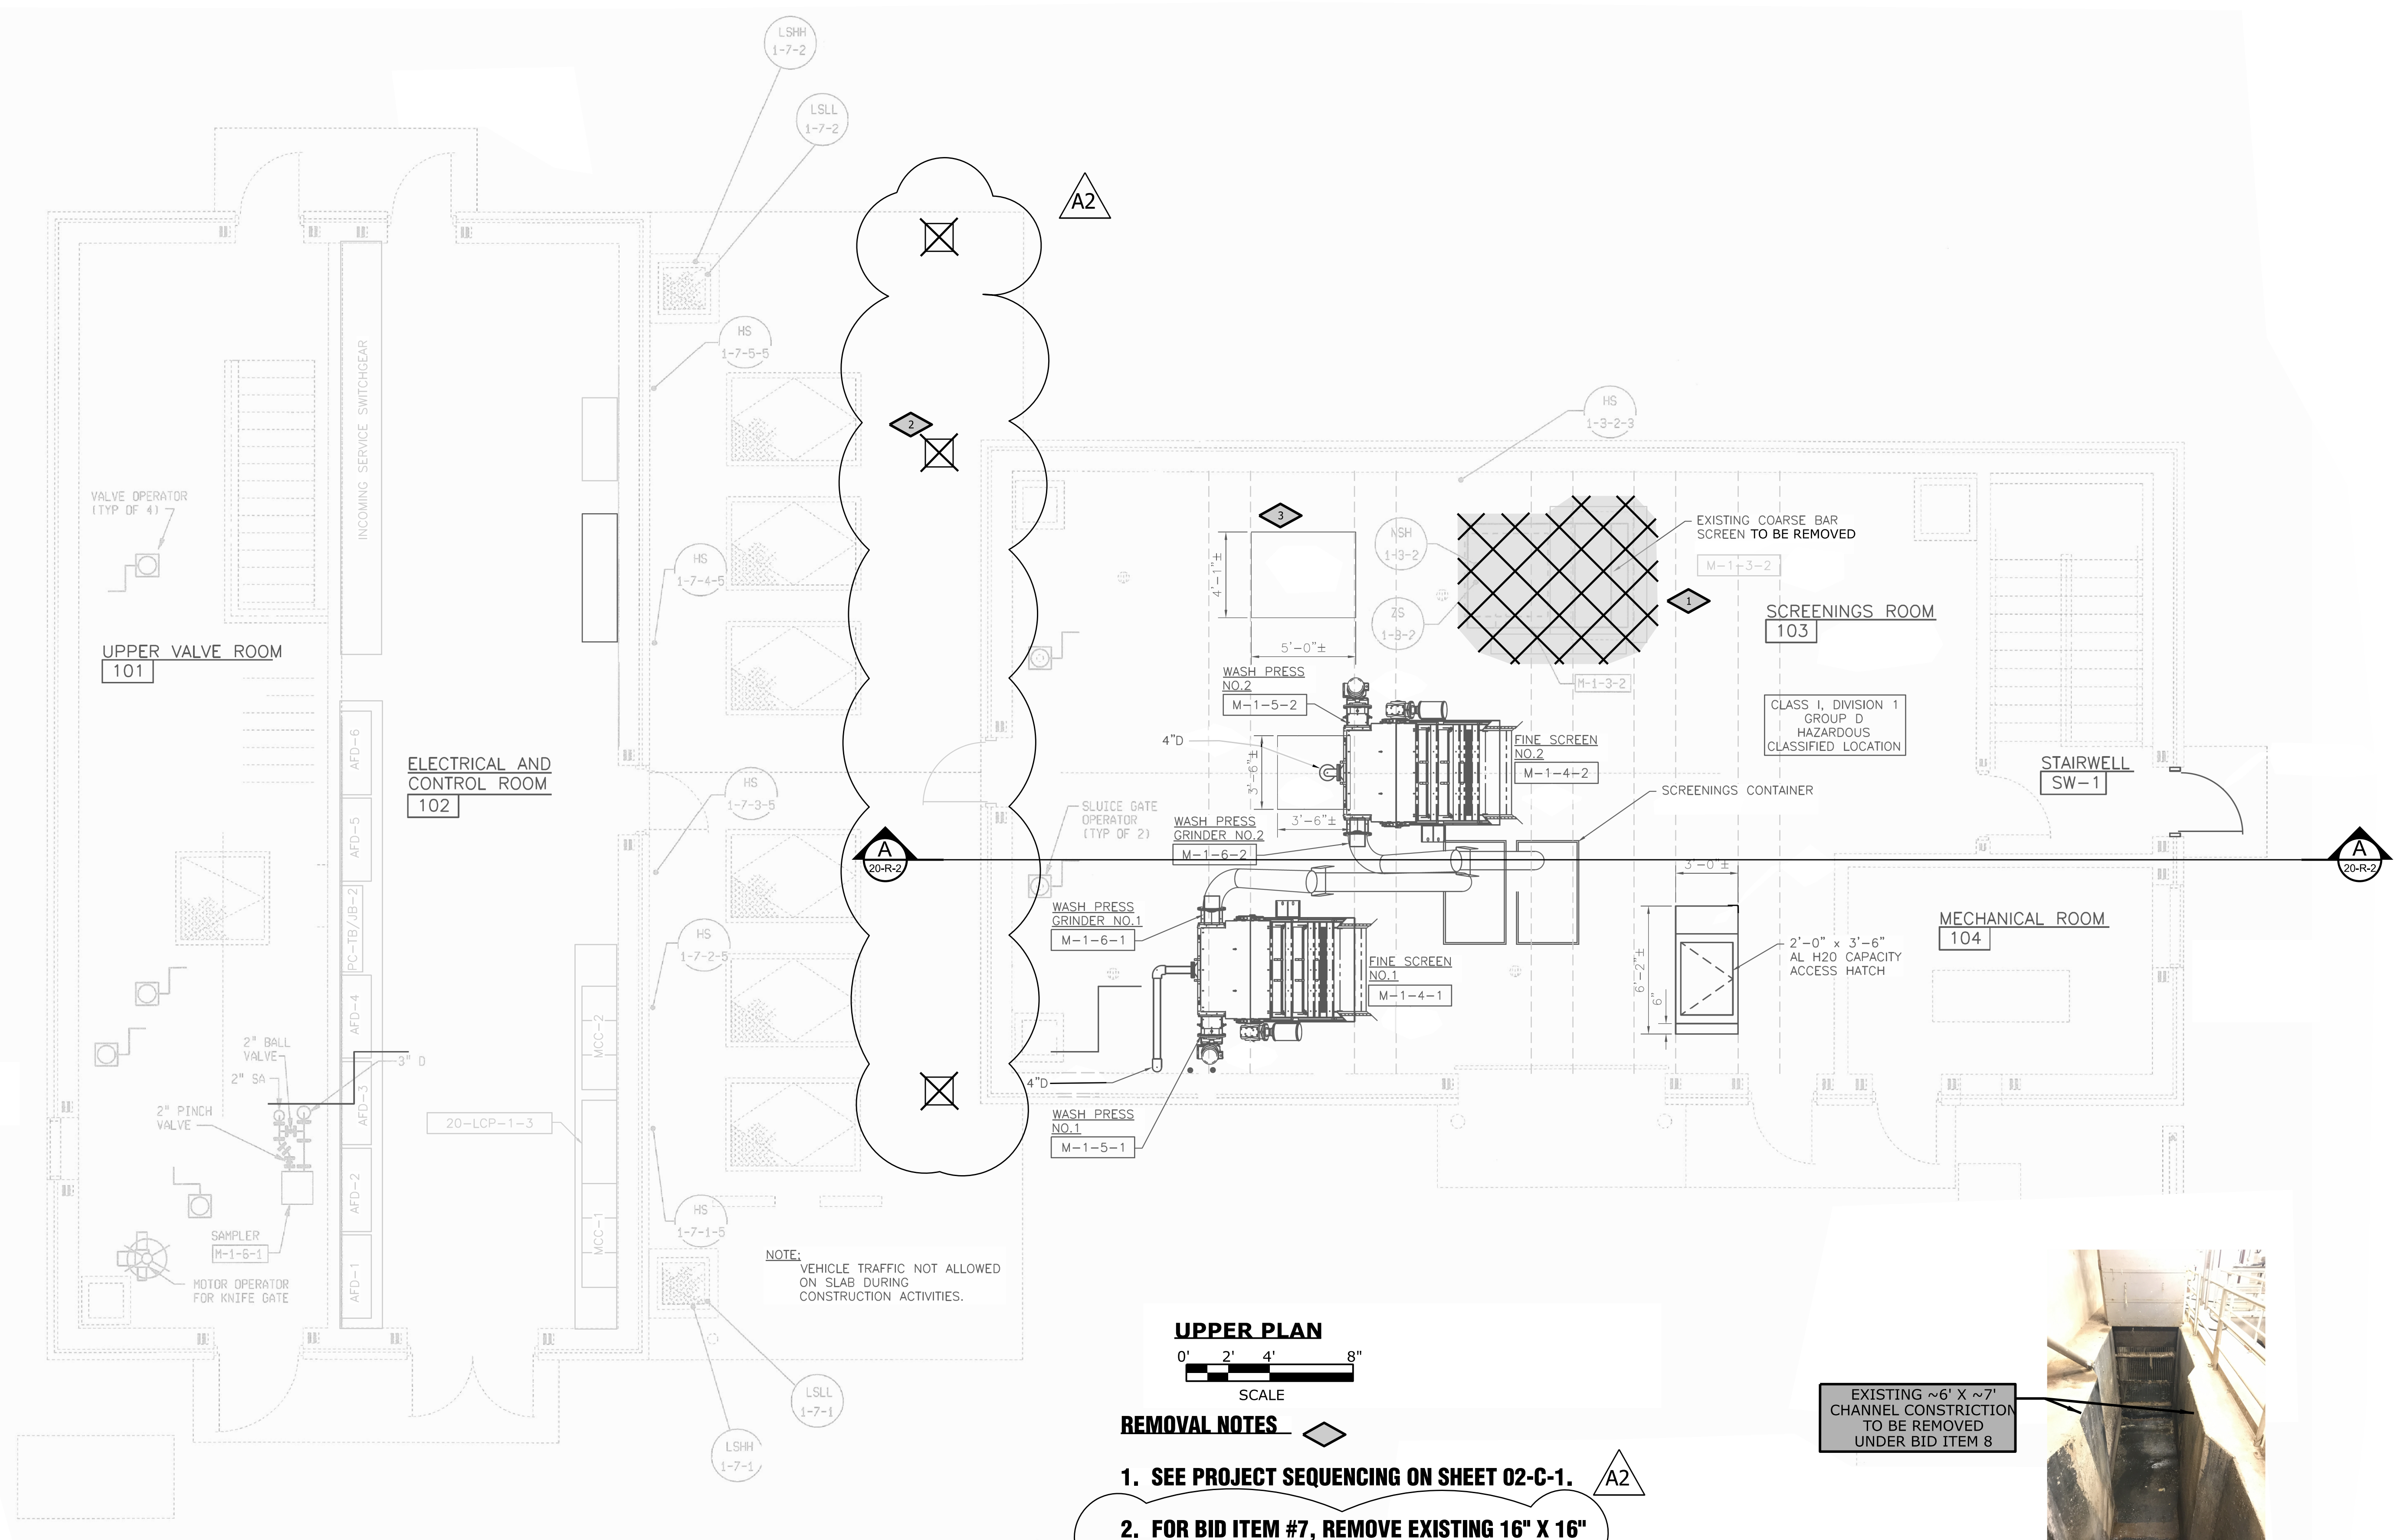 LSHH
1-7-2
LSLL
1-7-2
A2
HS
1-7-5-5
INCOMING SERVICE SWITCHGEAR
2
HS
1-3-2-3
VALVE OPERATOR
(TYP OF 4)
3
NSH
1-3-2
EXISTING COARSE BAR
SCREEN TO BE REMOVED
M-1-3-2
HS
1-7-4-5
4'-1"±
ZS
1-3-2
1
SCREENINGS ROOM
103
UPPER VALVE ROOM
101
5'-0"±
WASH PRESS
NO.2
M-1-5-2
M-1-3-2
CLASS I, DIVISION 1
GROUP D
HAZARDOUS
CLASSIFIED LOCATION
AFD-6
ELECTRICAL AND
CONTROL ROOM
102
4"D
3'-6"±
FINE SCREEN
NO.2
M-1-4-2
STAIRWELL
SW-1
HS
1-7-3-5
SLUICE GATE
OPERATOR
(TYP OF 2)
SCREENINGS CONTAINER
AFD-5
WASH PRESS
GRINDER NO.2
M-1-6-2
3'-6"±
A
20-R-2
A
20-R-2
3'-0"±
PC-TB/JB-2
HS
1-7-2-5
WASH PRESS
GRINDER NO.1
M-1-6-1
MECHANICAL ROOM
104
2'-0" x 3'-6"
AL H20 CAPACITY
ACCESS HATCH
6'-2"±
6"
FINE SCREEN
NO.1
M-1-4-1
AFD-4
MCC-2
2" BALL
VALVE
2" SA
3" D
4"D
AFD-3
2" PINCH
VALVE
20-LCP-1-3
WASH PRESS
NO.1
M-1-5-1
AFD-2
SAMPLER
M-1-6-1
MCC-1
HS
1-7-1-5
MOTOR OPERATOR
FOR KNIFE GATE
AFD-1
NOTE:
VEHICLE TRAFFIC NOT ALLOWED
ON SLAB DURING
CONSTRUCTION ACTIVITIES.
UPPER PLAN
0' 2' 4' 8"
SCALE
LSLL
1-7-1
LSHH
1-7-1
EXISTING ~6' X ~7'
CHANNEL CONSTRICTION
TO BE REMOVED
UNDER BID ITEM 8
REMOVAL NOTES
1. SEE PROJECT SEQUENCING ON SHEET 02-C-1.
A2
2. FOR BID ITEM #7, REMOVE EXISTING 16" X 16"